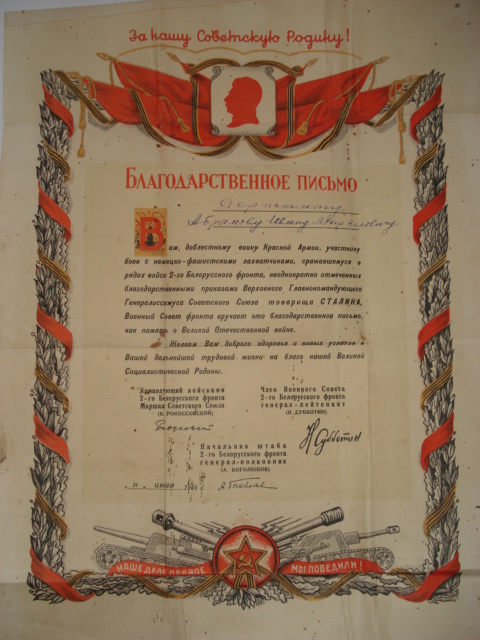 За нашу Советскую Родину!
БЛАГОДАРСТВЕННОЕ ПИСЬМО
Сержанту
Абрамову Ивану
Вам, доблестному воину Красной Армии, участнику
боев с немецко-фашистскими захватчиками, сражавшемуся в
рядах войск 2-го Белорусского фронта, неоднократно отмеченных
благодарственными приказами Верховного Главнокомандующего
Генералиссимуса Советского Союза товарища СТАЛИНА,
Военный Совет фронта вручает это благодарственное письмо,
как память о Великой Отечественной войне.
Желаем Вам доброго здоровья и новых успехов в
Вашей дальнейшей трудовой жизни на благо нашей Великой
Социалистической Родины.
Командующий войсками
2-го Белорусского фронта
Маршал Советского Союза
(К. РОКОССОВСКИЙ)
Член Военного Совета
2-го Белорусского фронта
генерал-лейтенант
(Н. СУББОТИН)
Н Субботин
Начальник штаба
2-го Белорусского фронта
генерал-полковник
(А. БОГОЛЮБОВ)
июля
НАШЕ ДЕЛО ПРАВОЕ
МЫ ПОБЕДИЛИ!